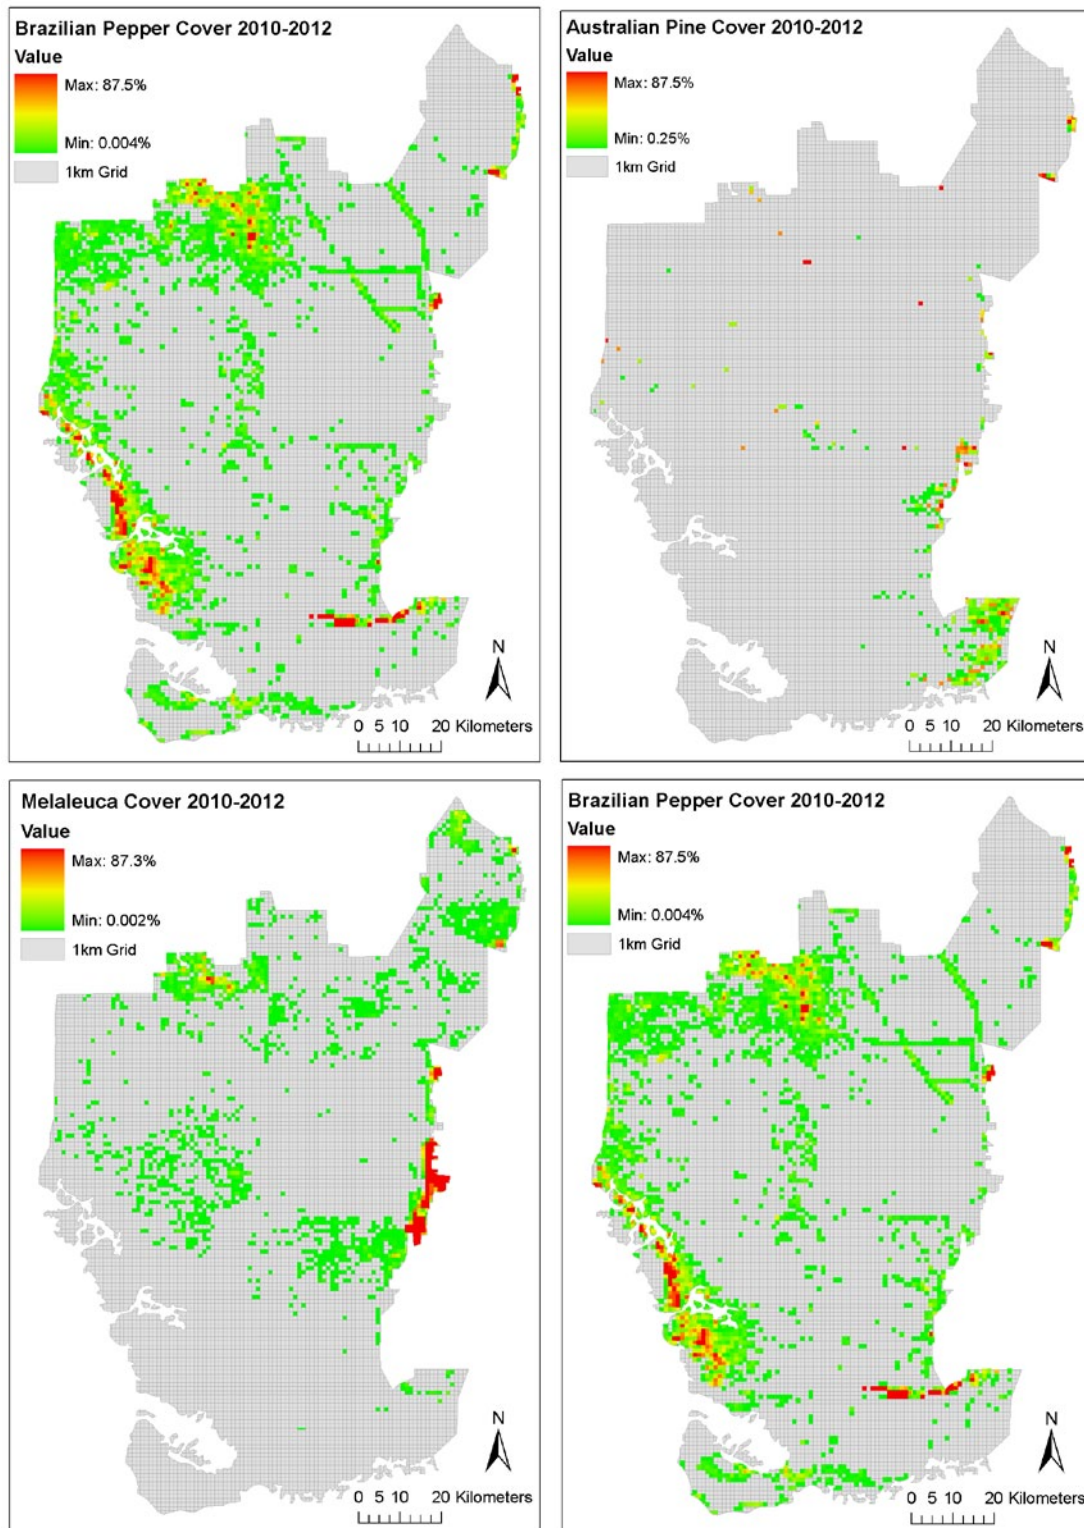 Brazilian Pepper Cover 2010-2012
Value
Max: 87.5%
Min: 0.004%
1km Grid
N
0 5 10 20 Kilometers
Australian Pine Cover 2010-2012
Value
Max: 87.5%
Min: 0.25%
1km Grid
N
0 5 10 20 Kilometers
Melaleuca Cover 2010-2012
Value
Max: 87.3%
Min: 0.002%
1km Grid
N
0 5 10 20 Kilometers
Brazilian Pepper Cover 2010-2012
Value
Max: 87.5%
Min: 0.004%
1km Grid
N
0 5 10 20 Kilometers